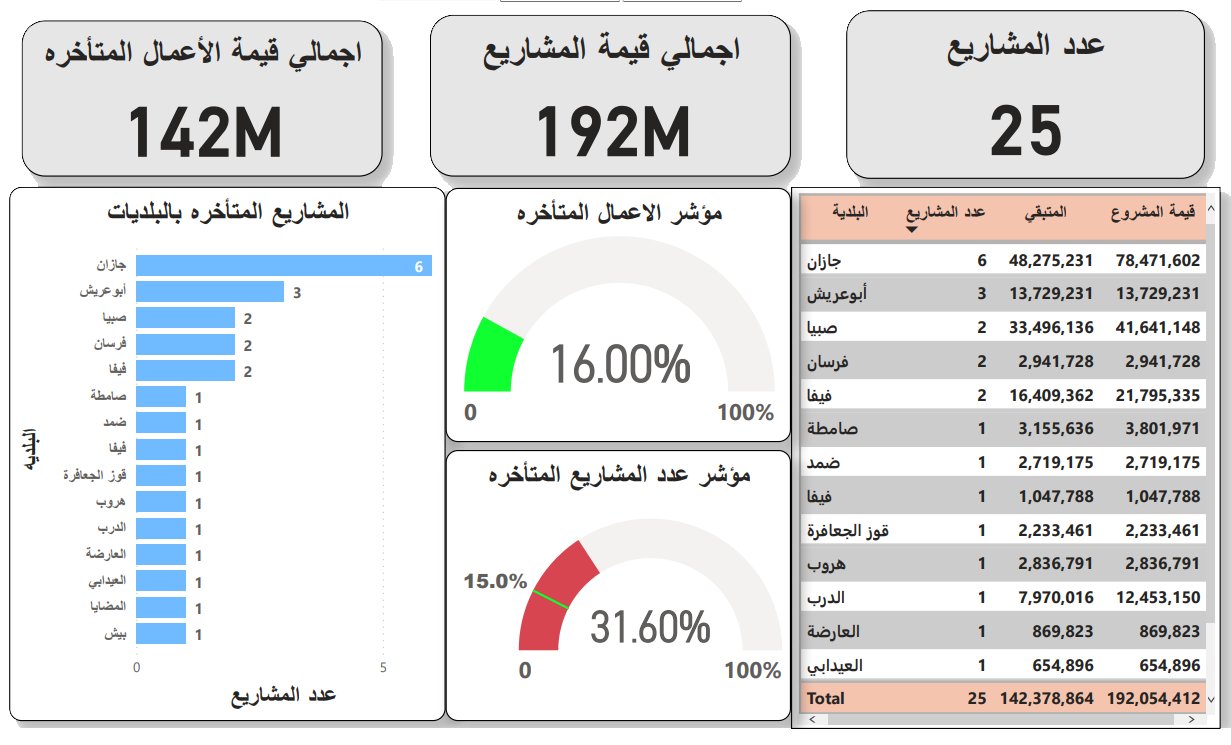 عدد المشاريع
25
اجمالي قيمة المشاريع
192M
اجمالي قيمة الأعمال المتأخره
142M
المشاريع المتأخره بالبلديات
البلديه
جازان 6
أبوعريش 3
صبيا 2
فرسان 2
فيفا 2
صامطة 1
ضمد 1
فيفا 1
قوز الجعافرة 1
هروب 1
الدرب 1
العارضة 1
العيدابي 1
المضايا 1
بيش 1
0 5
عدد المشاريع
مؤشر الاعمال المتأخره
16.00%
0 100%
مؤشر عدد المشاريع المتأخره
15.0%
31.60%
0 100%
البلدية عدد المشاريع المتبقي قيمة المشروع
جازان 6 48,275,231 78,471,602
أبوعريش 3 13,729,231 13,729,231
صبيا 2 33,496,136 41,641,148
فرسان 2 2,941,728 2,941,728
فيفا 2 16,409,362 21,795,335
صامطة 1 3,155,636 3,801,971
ضمد 1 2,719,175 2,719,175
فيفا 1 1,047,788 1,047,788
قوز الجعافرة 1 2,233,461 2,233,461
هروب 1 2,836,791 2,836,791
الدرب 1 7,970,016 12,453,150
العارضة 1 869,823 869,823
العيدابي 1 654,896 654,896
Total 25 142,378,864 192,054,412